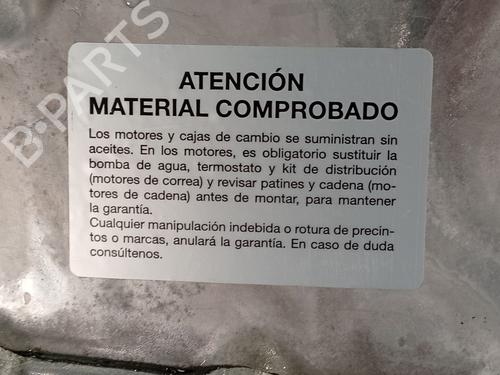 B-PARTS
ATENCIÓN
MATERIAL COMPROBADO
Los motores y cajas de cambio se suministran sin
aceites. En los motores, es obligatorio sustituir la
bomba de agua, termostato y kit de distribución
(motores de correa) y revisar patines y cadena (mo-
tores de cadena) antes de montar, para mantener
la garantía.
Cualquier manipulación indebida o rotura de precin-
tos o marcas, anulará la garantía. En caso de duda
consúltenos.